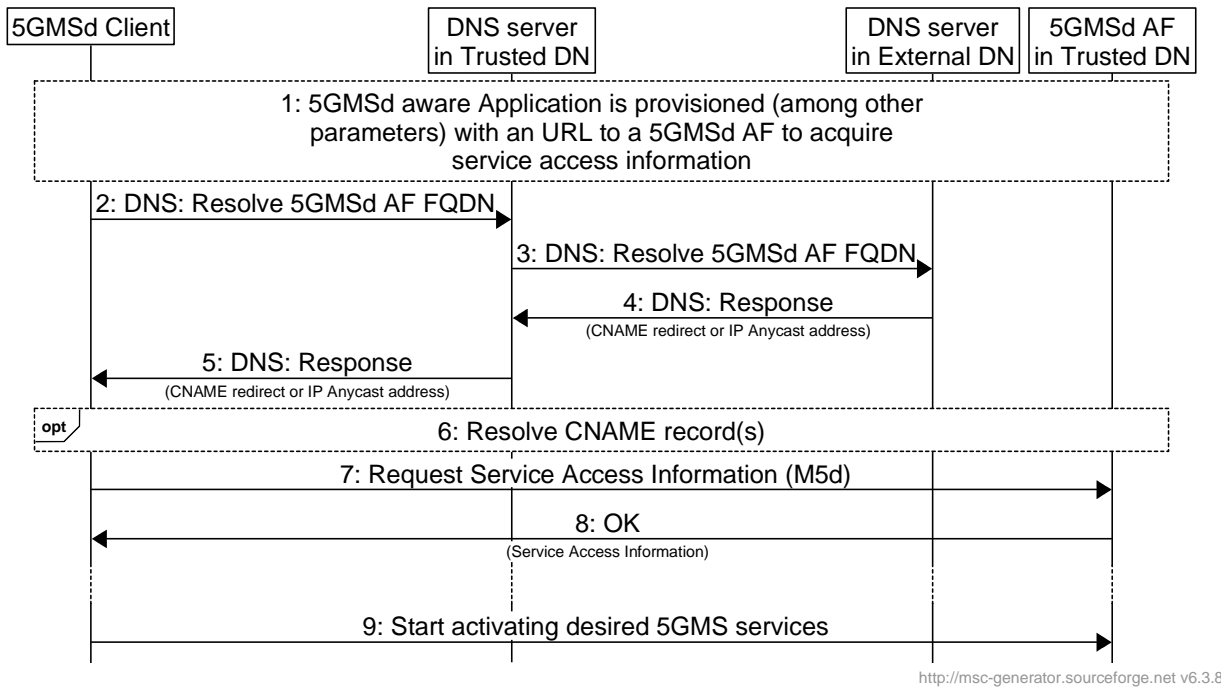 5GMSd Client
DNS server
in Trusted DN
DNS server
in External DN
5GMSd AF
in Trusted DN
1: 5GMSd aware Application is provisioned (among other
parameters) with an URL to a 5GMSd AF to acquire
service access information
2: DNS: Resolve 5GMSd AF FQDN
3: DNS: Resolve 5GMSd AF FQDN
4: DNS: Response
(CNAME redirect or IP Anycast address)
5: DNS: Response
(CNAME redirect or IP Anycast address)
opt
6: Resolve CNAME record(s)
7: Request Service Access Information (M5d)
8: OK
(Service Access Information)
9: Start activating desired 5GMS services
http://msc-generator.sourceforge.net v6.3.8